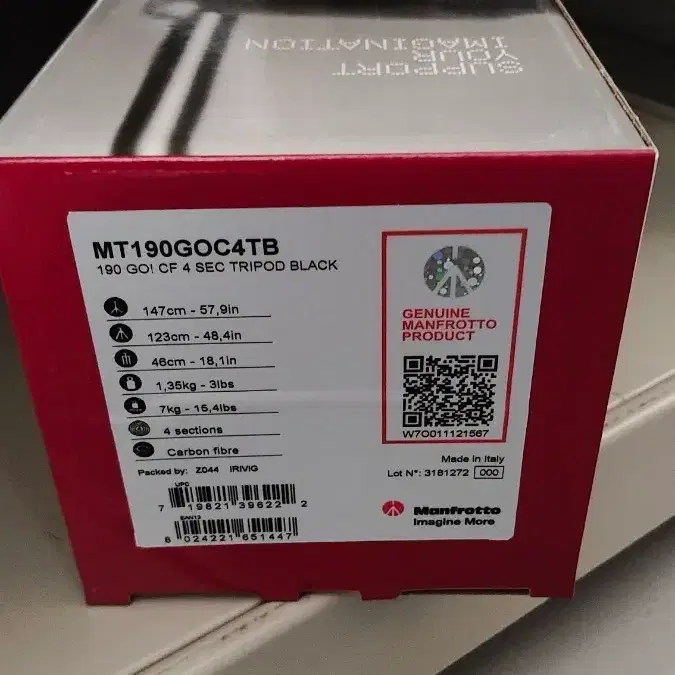 SUPPORT
YOUR
IMAGINATION
MT190GOC4TB
190 GO! CF 4 SEC TRIPOD BLACK
147cm - 57,9in
123cm - 48,4in
46cm - 18,1in
1,35kg - 3lbs
7kg - 15,4lbs
4 sections
Carbon fibre
Packed by: Z044 IRIVIG
UPC
7 19821 39622 2
EAN13
8 024221 651447
GENUINE
MANFROTTO
PRODUCT
W7O011121567
Made in Italy
Lot N°: 3181272 000
Manfrotto
Imagine More